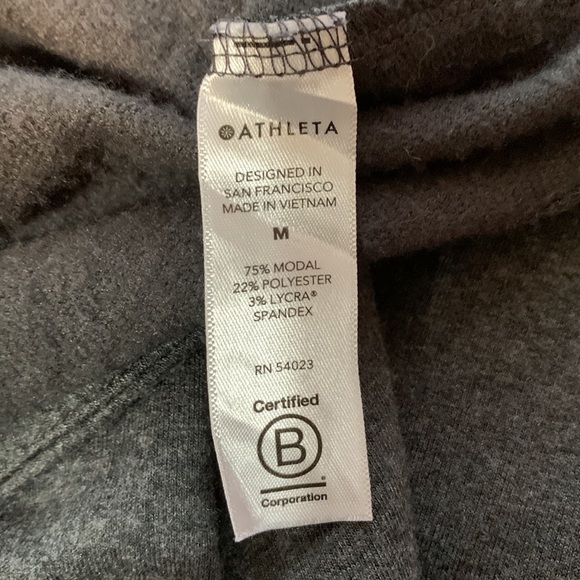 ATHLETA
DESIGNED IN
SAN FRANCISCO
MADE IN VIETNAM
M
75% MODAL
22% POLYESTER
3% LYCRA®
SPANDEX
RN 54023
Certified
B
Corporation